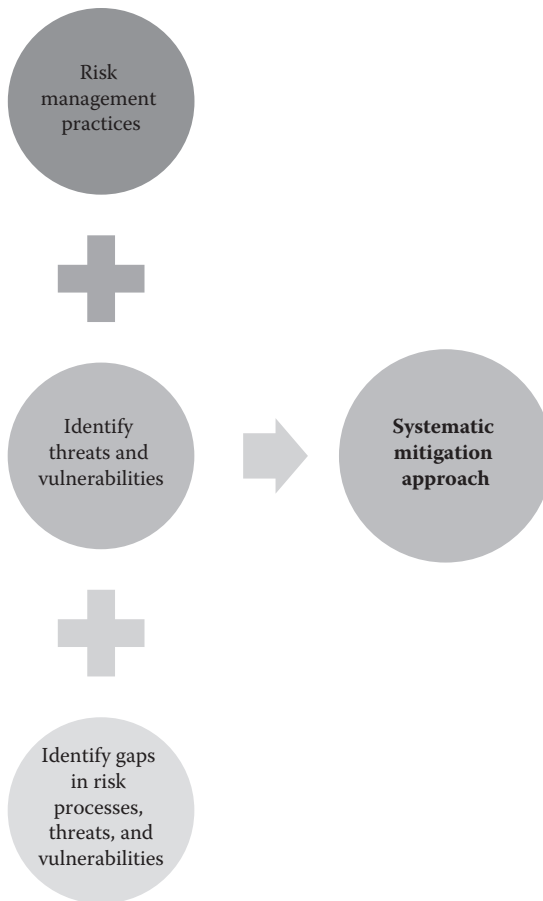 Risk
management
practices
Identify
threats and
vulnerabilities
Systematic
mitigation
approach
Identify gaps
in risk
processes,
threats, and
vulnerabilities